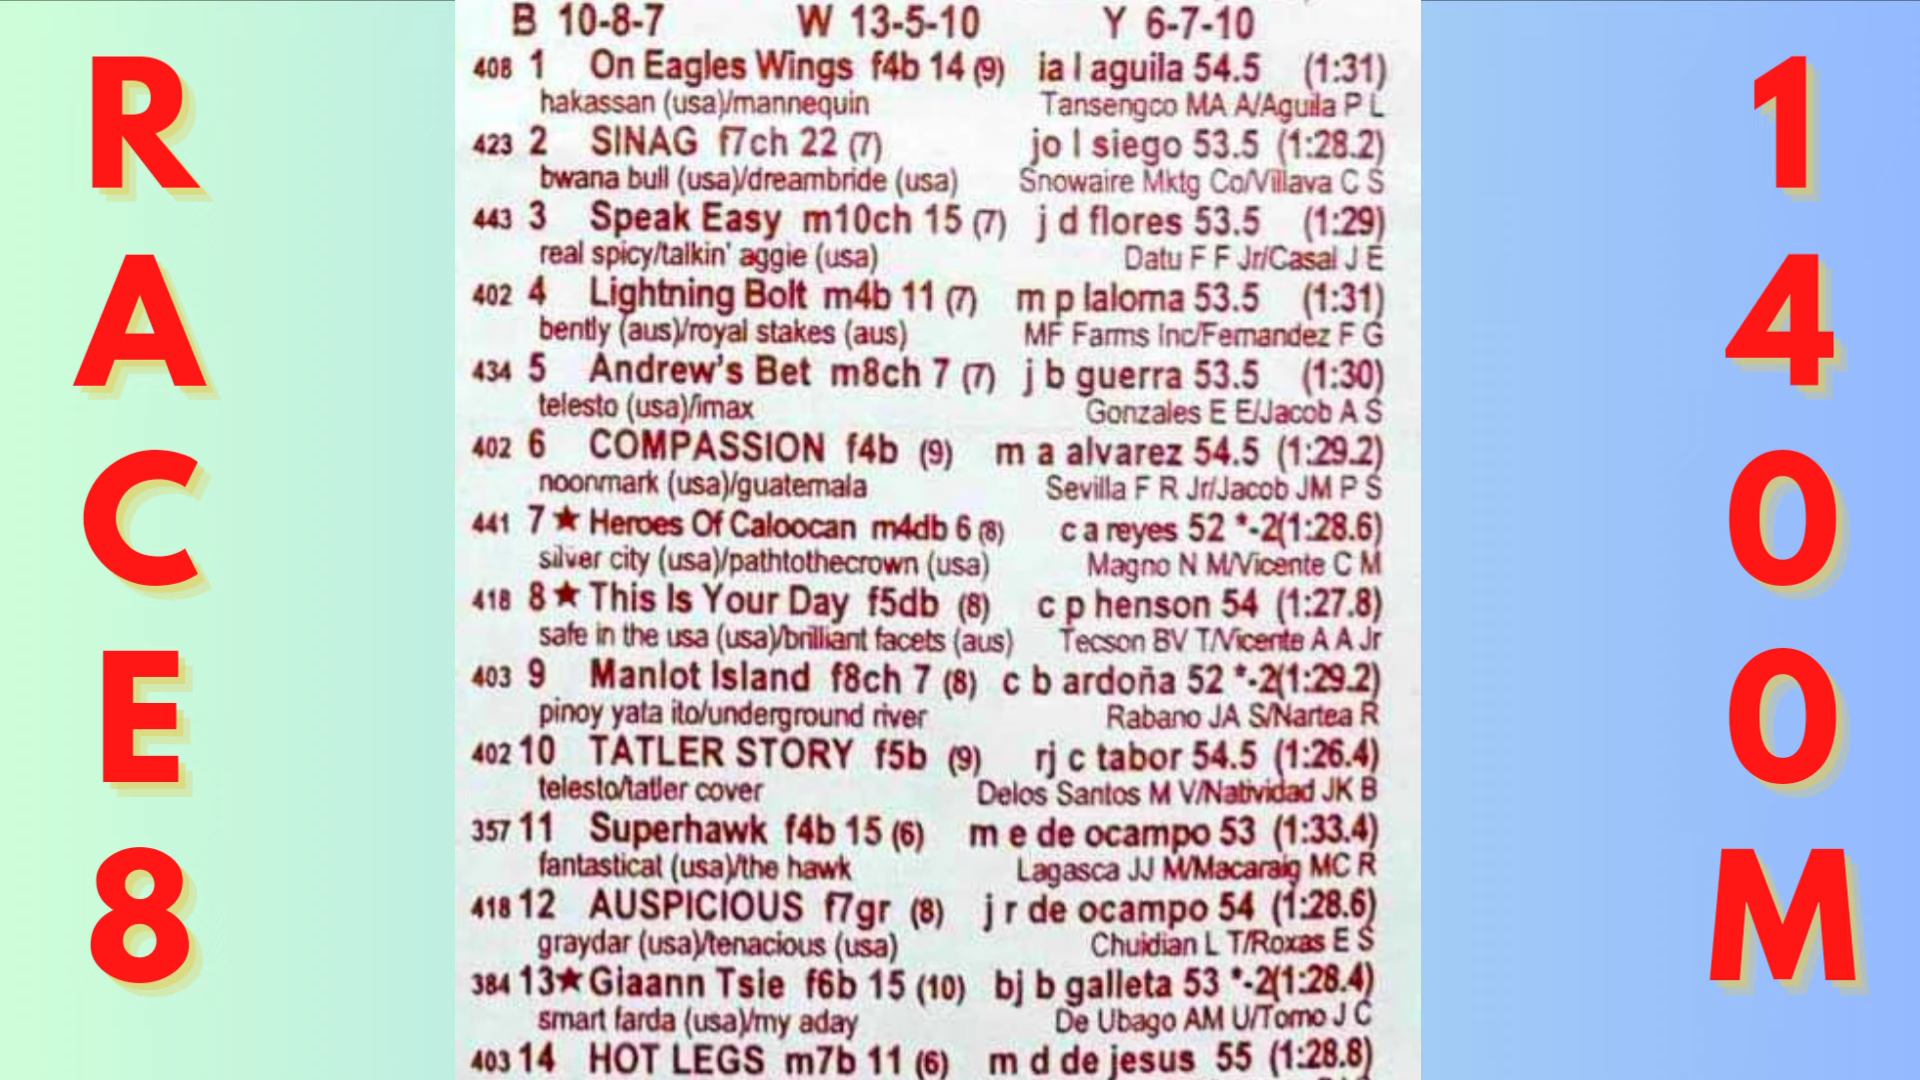 RACE 8
B 10-8-7 W 13-5-10 Y 6-7-10
408 1 On Eagles Wings f4b 14 (9) ia l aguila 54.5 (1:31)
hakassan (usa)/mannequin Tansengco MA A/Aguila P L
423 2 SINAG f7ch 22 (7) jo l siego 53.5 (1:28.2)
bwana bull (usa)/dreambride (usa) Snowaire Mktg Co/Villava C S
443 3 Speak Easy m10ch 15 (7) j d flores 53.5 (1:29)
real spicy/talkin' aggie (usa) Datu F F Jr/Casal J E
402 4 Lightning Bolt m4b 11 (7) m p laloma 53.5 (1:31)
bently (aus)/royal stakes (aus) MF Farms Inc/Fernandez F G
434 5 Andrew's Bet m8ch 7 (7) j b guerra 53.5 (1:30)
telesto (usa)/imax Gonzales E E/Jacob A S
402 6 COMPASSION f4b (9) m a alvarez 54.5 (1:29.2)
noonmark (usa)/guatemala Sevilla F R Jr/Jacob JM P S
441 7★ Heroes Of Caloocan m4db 6 (8) c a reyes 52 *-2(1:28.6)
silver city (usa)/pathtothecrown (usa) Magno N M/Vicente C M
418 8★ This Is Your Day f5db (8) c p henson 54 (1:27.8)
safe in the usa (usa)/brilliant facets (aus) Tecson BV T/Vicente A A Jr
403 9 Manlot Island f8ch 7 (8) c b ardoña 52 *-2(1:29.2)
pinoy yata ito/underground river Rabano JA S/Nartea R
402 10 TATLER STORY f5b (9) rj c tabor 54.5 (1:26.4)
telesto/tatler cover Delos Santos M V/Natividad JK B
357 11 Superhawk f4b 15 (6) m e de ocampo 53 (1:33.4)
fantastical (usa)/the hawk Lagasca JJ M/Macaraig MC R
418 12 AUSPICIOUS f7gr (8) j r de ocampo 54 (1:28.6)
graydar (usa)/tenacious (usa) Chuidian L T/Roxas E S
384 13★ Giaann Tsie f6b 15 (10) bj b galleta 53 *-2(1:28.4)
smart farda (usa)/my aday De Ubago AM U/Torno J C
403 14 HOT LEGS m7b 11 (6) m d de jesus 55 (1:28.8)
1400M